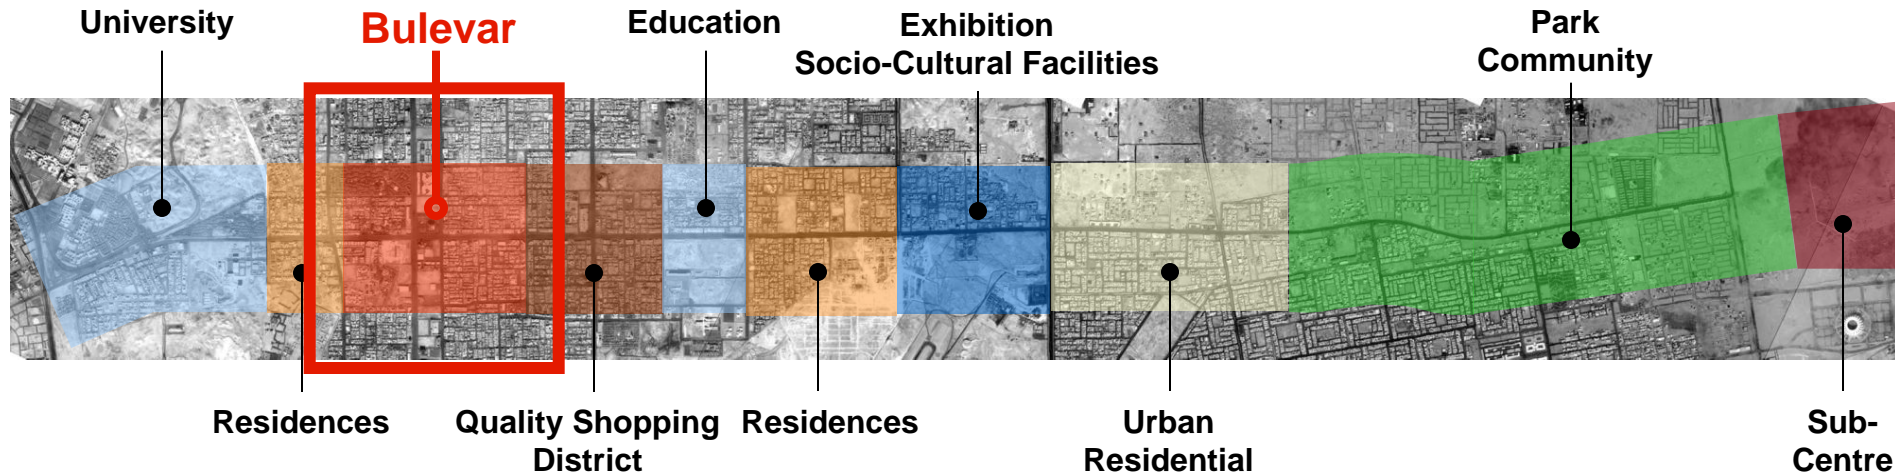 University
Bulevar
Education
Exhibition
Socio-Cultural Facilities
Park
Community
Residences
Quality Shopping
District
Residences
Urban
Residential
Sub-
Centre